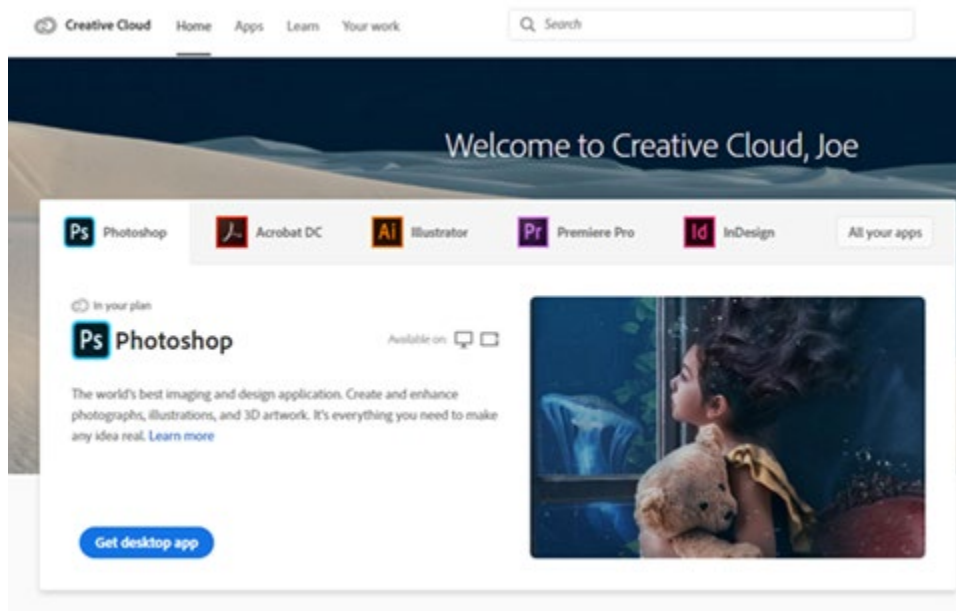 Creative Cloud Home Apps Learn Your work Search
Welcome to Creative Cloud, Joe
Ps Photoshop Acrobat DC Ai Illustrator Pr Premiere Pro Id InDesign All your apps
In your plan
Ps Photoshop Available on
The world's best imaging and design application. Create and enhance
photographs, illustrations, and 3D artwork. It's everything you need to make
any idea real. Learn more
Get desktop app